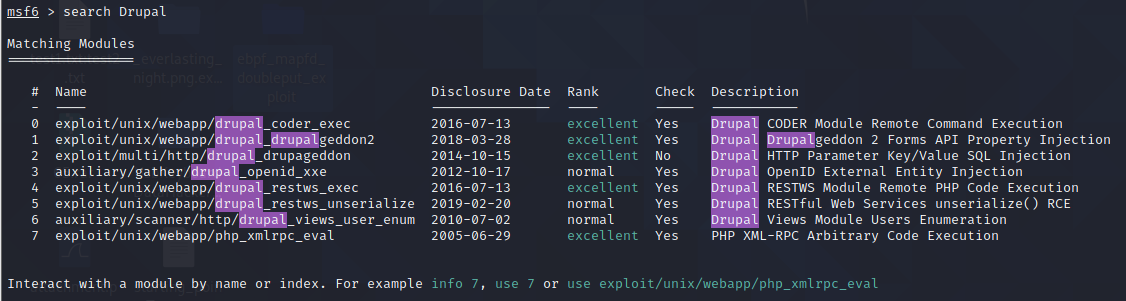 msf6 > search Drupal
Matching Modules
================
# Name Disclosure Date Rank Check Description
- ---- --------------- ---- ----- -----------
0 exploit/unix/webapp/drupal_coder_exec 2016-07-13 excellent Yes Drupal CODER Module Remote Command Execution
1 exploit/unix/webapp/drupal_drupalgeddon2 2018-03-28 excellent Yes Drupal Drupalgeddon 2 Forms API Property Injection
2 exploit/multi/http/drupal_drupageddon 2014-10-15 excellent No Drupal HTTP Parameter Key/Value SQL Injection
3 auxiliary/gather/drupal_openid_xxe 2012-10-17 normal Yes Drupal OpenID External Entity Injection
4 exploit/unix/webapp/drupal_restws_exec 2016-07-13 excellent Yes Drupal RESTWS Module Remote PHP Code Execution
5 exploit/unix/webapp/drupal_restws_unserialize 2019-02-20 normal Yes Drupal RESTful Web Services unserialize() RCE
6 auxiliary/scanner/http/drupal_views_user_enum 2010-07-02 normal Yes Drupal Views Module Users Enumeration
7 exploit/unix/webapp/php_xmlrpc_eval 2005-06-29 excellent Yes PHP XML-RPC Arbitrary Code Execution
Interact with a module by name or index. For example info 7, use 7 or use exploit/unix/webapp/php_xmlrpc_eval